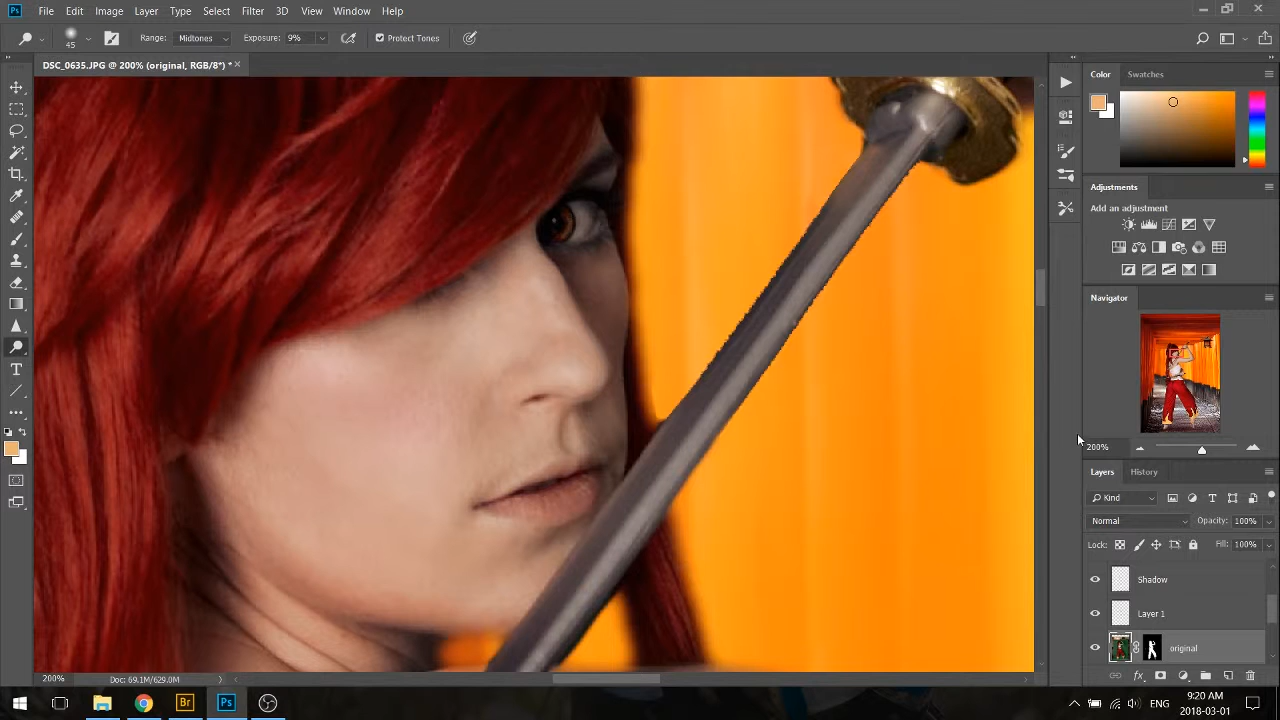 Ps File Edit Image Layer Type Select Filter 3D View Window Help
45 Range: Midtones Exposure: 9% Protect Tones
DSC_0635.JPG @ 200% (original, RGB/8*) *
Color Swatches
Adjustments
Add an adjustment
Navigator
200%
Layers History
Kind
Normal Opacity: 100%
Lock: Fill: 100%
Shadow
Layer 1
original
200% Doc: 69.1M/629.0M
Br Ps ENG 9:20 AM
2018-03-01